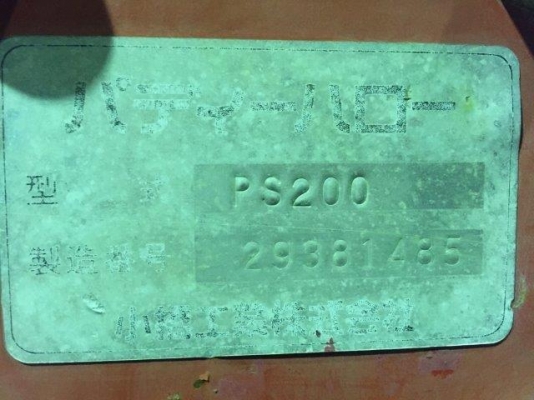 パディーハロー
型式 PS200
製造番号 29381485
小橋工業株式会社